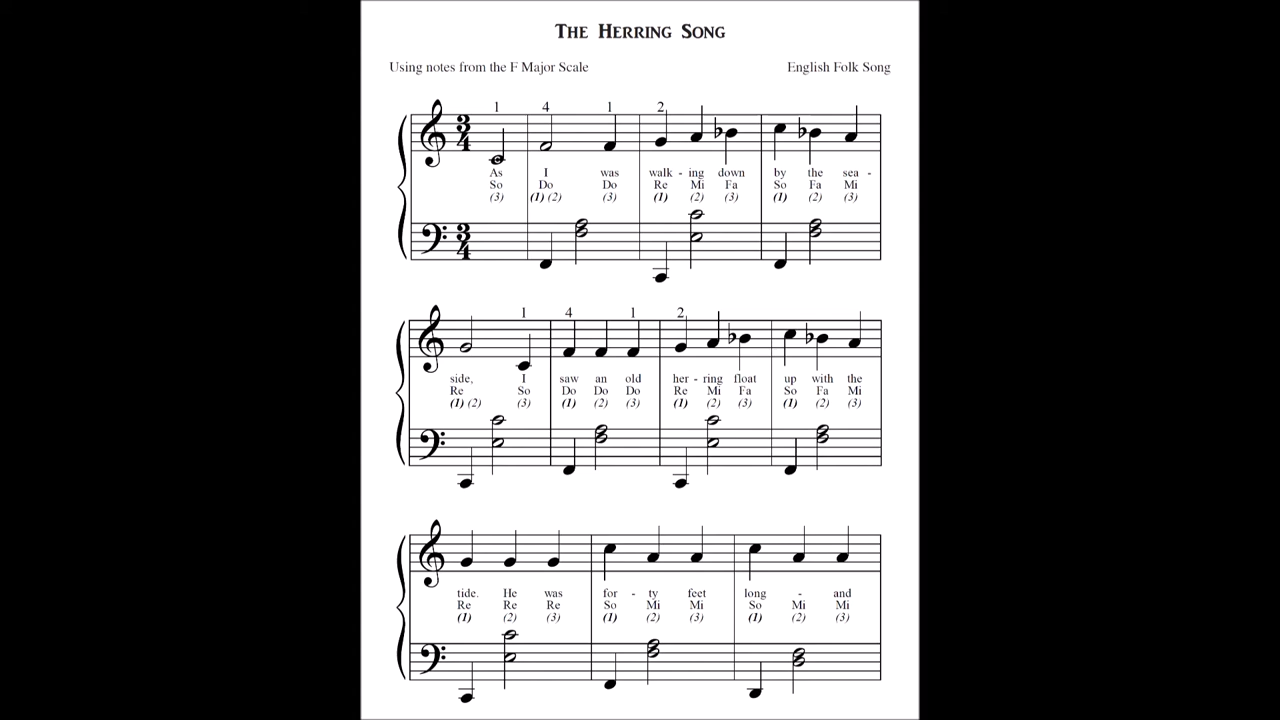 THE HERRING SONG
Using notes from the F Major Scale
English Folk Song
1 4 1 2
3 4
As I was walk - ing down by the sea -
So Do Do Re Mi Fa So Fa Mi
(3) (1) (2) (3) (1) (2) (3) (1) (2) (3)
3 4
1 4 1 2
side, I saw an old her - ring float up with the
Re So Do Do Do Re Mi Fa So Fa Mi
(1) (2) (3) (1) (2) (3) (1) (2) (3) (1) (2) (3)
tide. He was for - ty feet long - and
Re Re Re So Mi Mi So Mi Mi
(1) (2) (3) (1) (2) (3) (1) (2) (3)